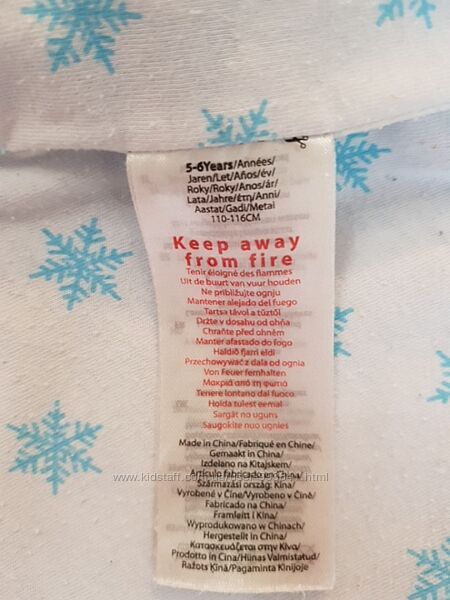 5-6Years/Années/
Jaren/Let/Años/év/
Roky/Roky/Anos/ár/
Lata/Jahre/έτη/Anni/
Aastat/Gadi/Metai
110-116CM
Keep away
from fire
Tenir éloigné des flammes
Uit de buurt van vuur houden
Ne približujte ognju
Mantener alejado del fuego
Tartsa távol a tűztől
Držte v dosahu od ohňa
Chraňte před ohněm
Manter afastado do fogo
Haldið fjarri eldi
Przechowywać z dala od ognia
Von Feuer fernhalten
Μακριά από τη φωτιά
Tenere lontano dal fuoco
Hoida tulest eemal
Sargāt no uguns
Saugokite nuo ugnies
Made in China/Fabriqué en Chine/
Gemaakt in China/
Izdelano na Kitajskem/
Artículo fabricado en China/
Származási ország: Kína/
Vyrobené v Číne/Vyrobeno v Číně/
Fabricado na China/
Framleitt í Kína/
Wyprodukowano w Chinach/
Hergestellt in China/
Κατασκευάζεται στην Κίνα/
Prodotto in Cina/Hiinas Valmistatud/
Ražots Ķīnā/Pagaminta Kinijoje